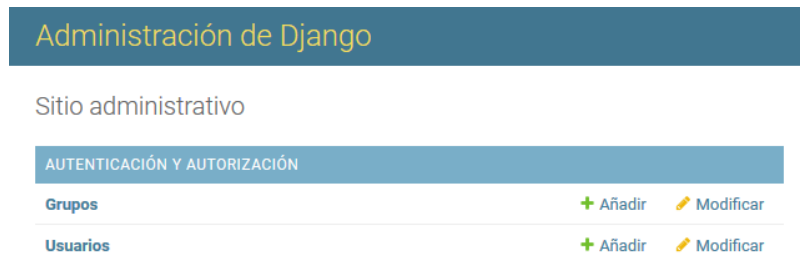 Administración de Django
Sitio administrativo
AUTENTICACIÓN Y AUTORIZACIÓN
Grupos Añadir Modificar
Usuarios Añadir Modificar